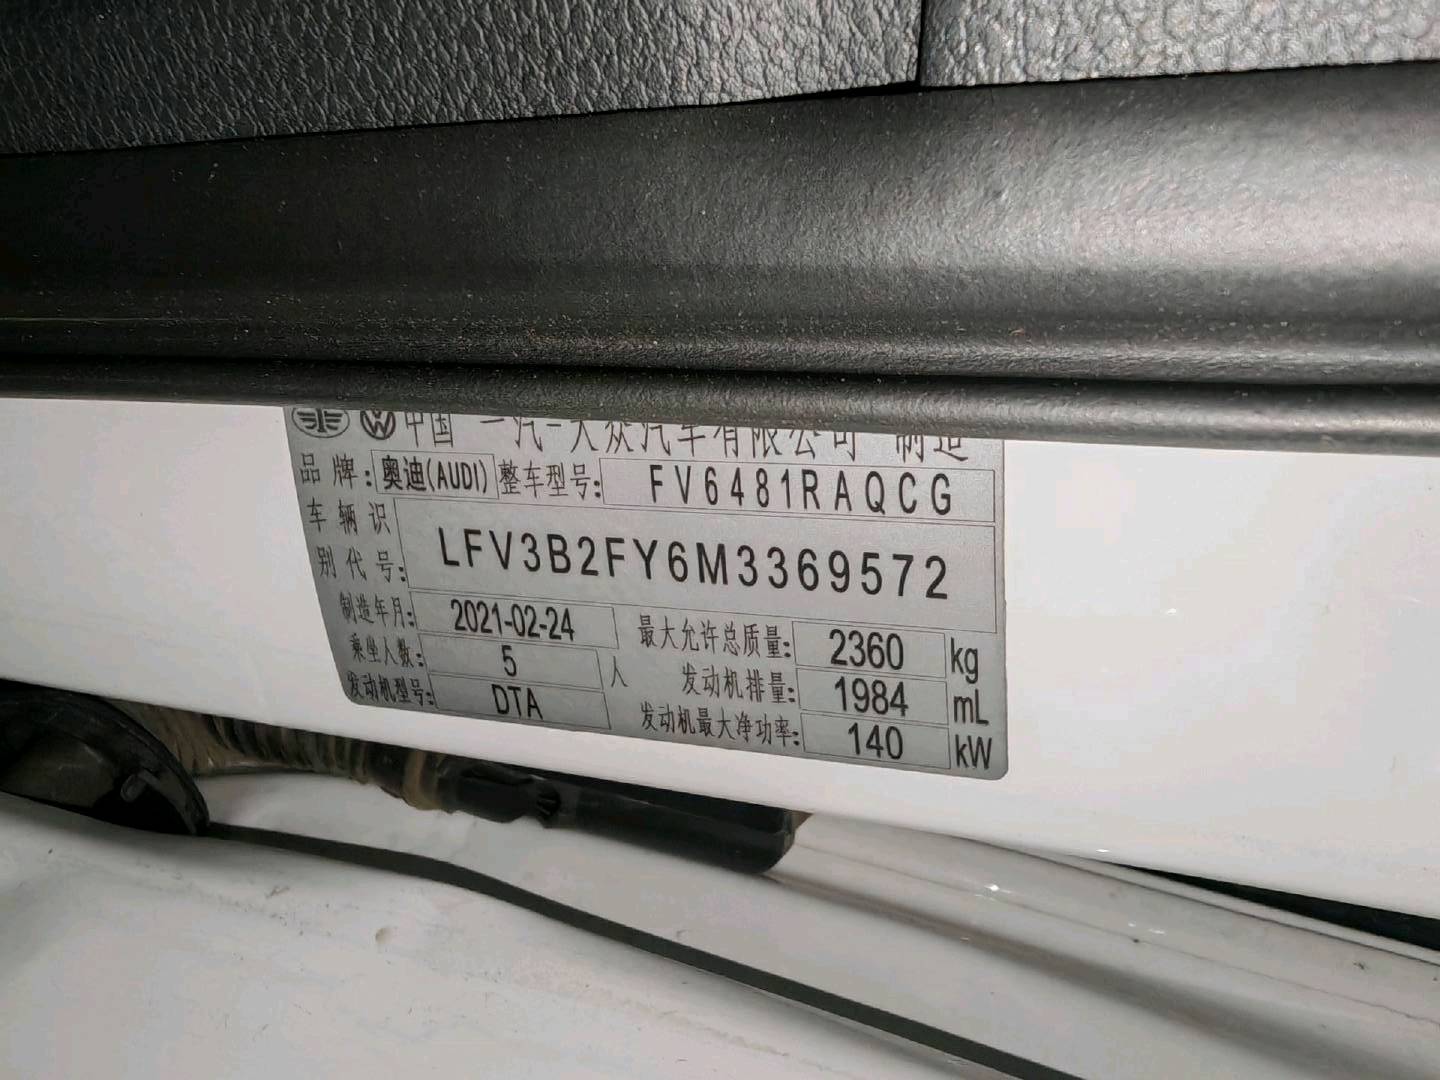 中国 一汽-大众汽车有限公司 制造
品牌: 奥迪(AUDI) 整车型号: FV6481RAQCG
车辆识别代号: LFV3B2FY6M3369572
制造年月: 2021-02-24 最大允许总质量: 2360 kg
乘坐人数: 5 人 发动机排量: 1984 mL
发动机型号: DTA 发动机最大净功率: 140 kW